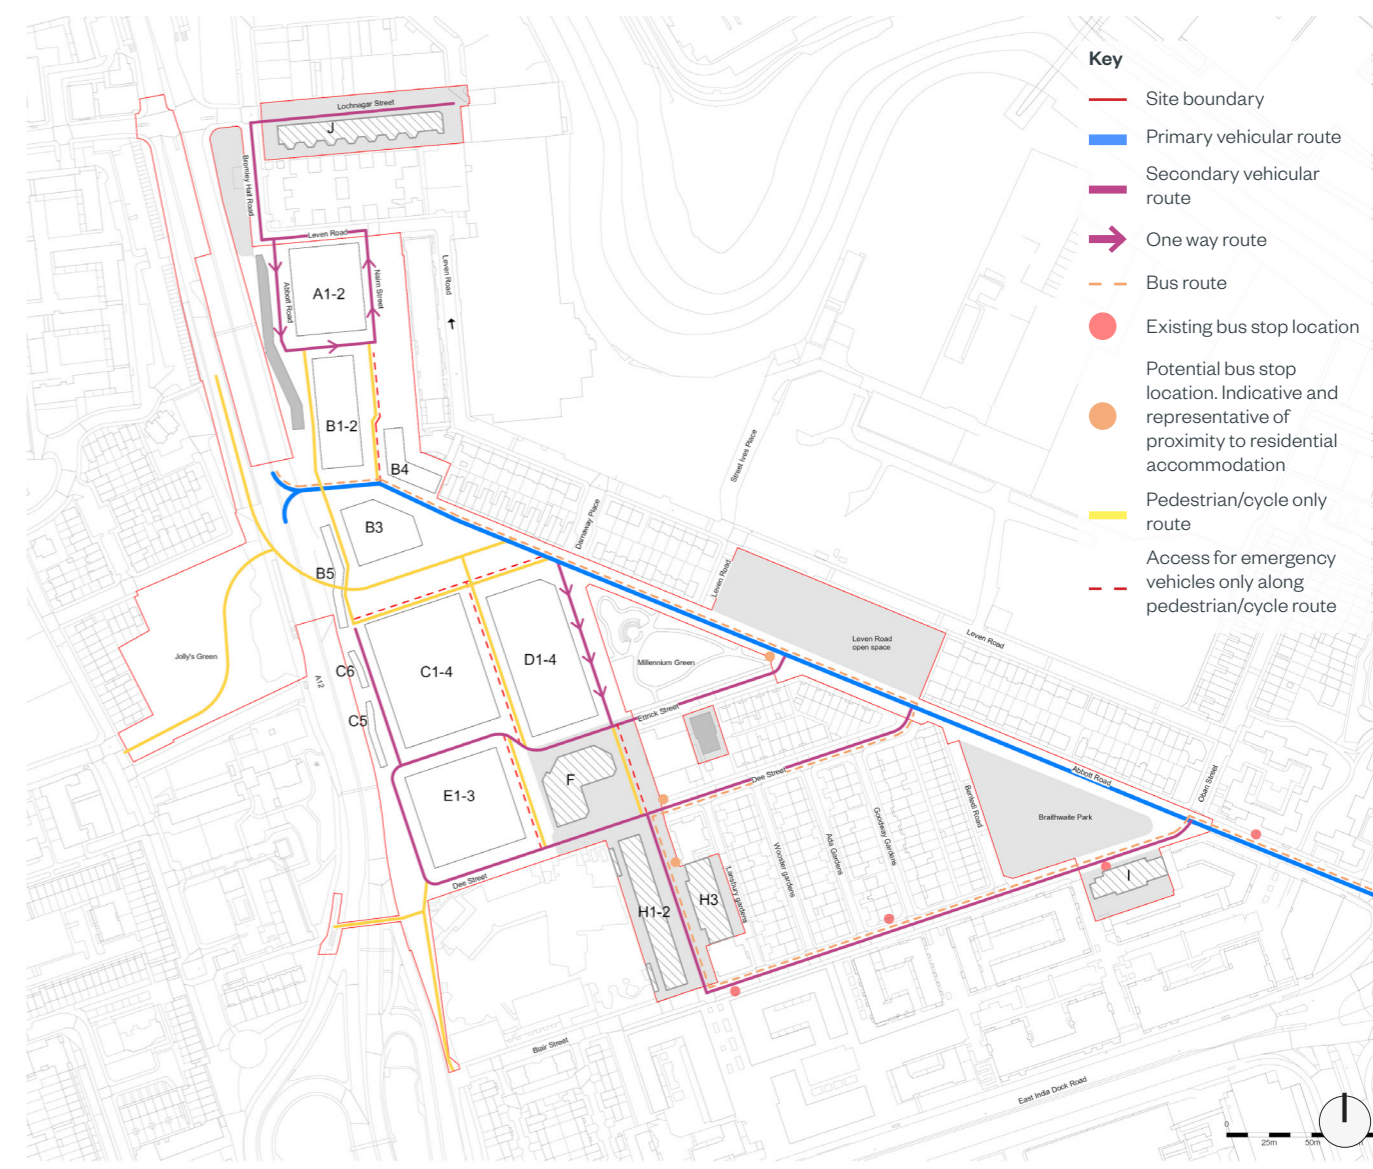 Key
Site boundary
Primary vehicular route
Secondary vehicular
route
One way route
Bus route
Existing bus stop location
Potential bus stop
location. Indicative and
representative of
proximity to residential
accommodation
Pedestrian/cycle only
route
Access for emergency
vehicles only along
pedestrian/cycle route
Lochnagar Street
J
Bromley Hall Road
Leven Road
A1-2
Abbott Road
Nairn Street
Leven Road
B1-2
B4
B3
B5
Darnaway Place
Street Ives Place
Leven Road
Leven Road
open space
Leven Road
Jolly's Green
A12
C6
C5
C1-4
D1-4
Millennium Green
Ettrick Street
E1-3
F
Dee Street
Dee Street
Abbott Road
Oban Street
Benledi Road
Braithwaite Park
Goodway Gardens
Ada Gardens
Wooster gardens
Lansbury gardens
H1-2
H3
I
Blair Street
East India Dock Road
0
25m
50m